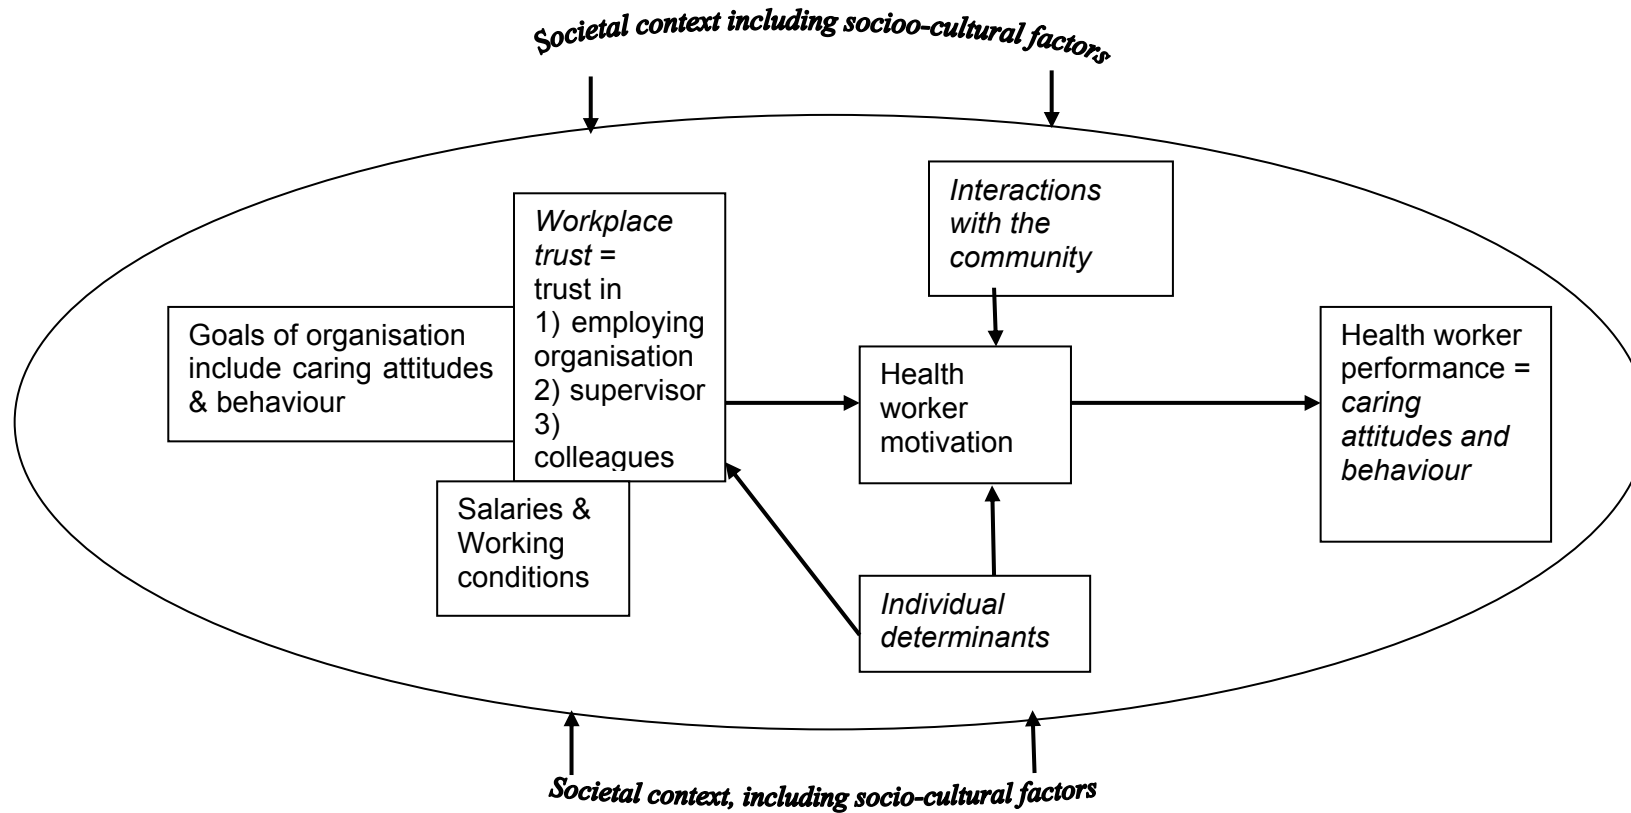 Societal context including socioo-cultural factors
Interactions
with the
community
Workplace
trust =
trust in
1) employing
organisation
2) supervisor
3)
colleagues
Goals of organisation
include caring attitudes
& behaviour
Salaries &
Working
conditions
Health
worker
motivation
Health worker
performance =
caring
attitudes and
behaviour
Individual
determinants
Societal context, including socio-cultural factors